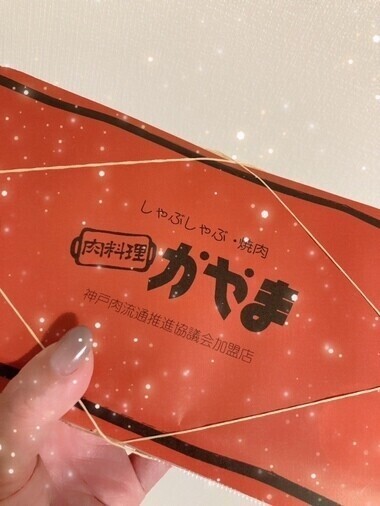 しゃぶしゃぶ・焼肉
肉料理 かやま
神戸肉流通推進協議会加盟店